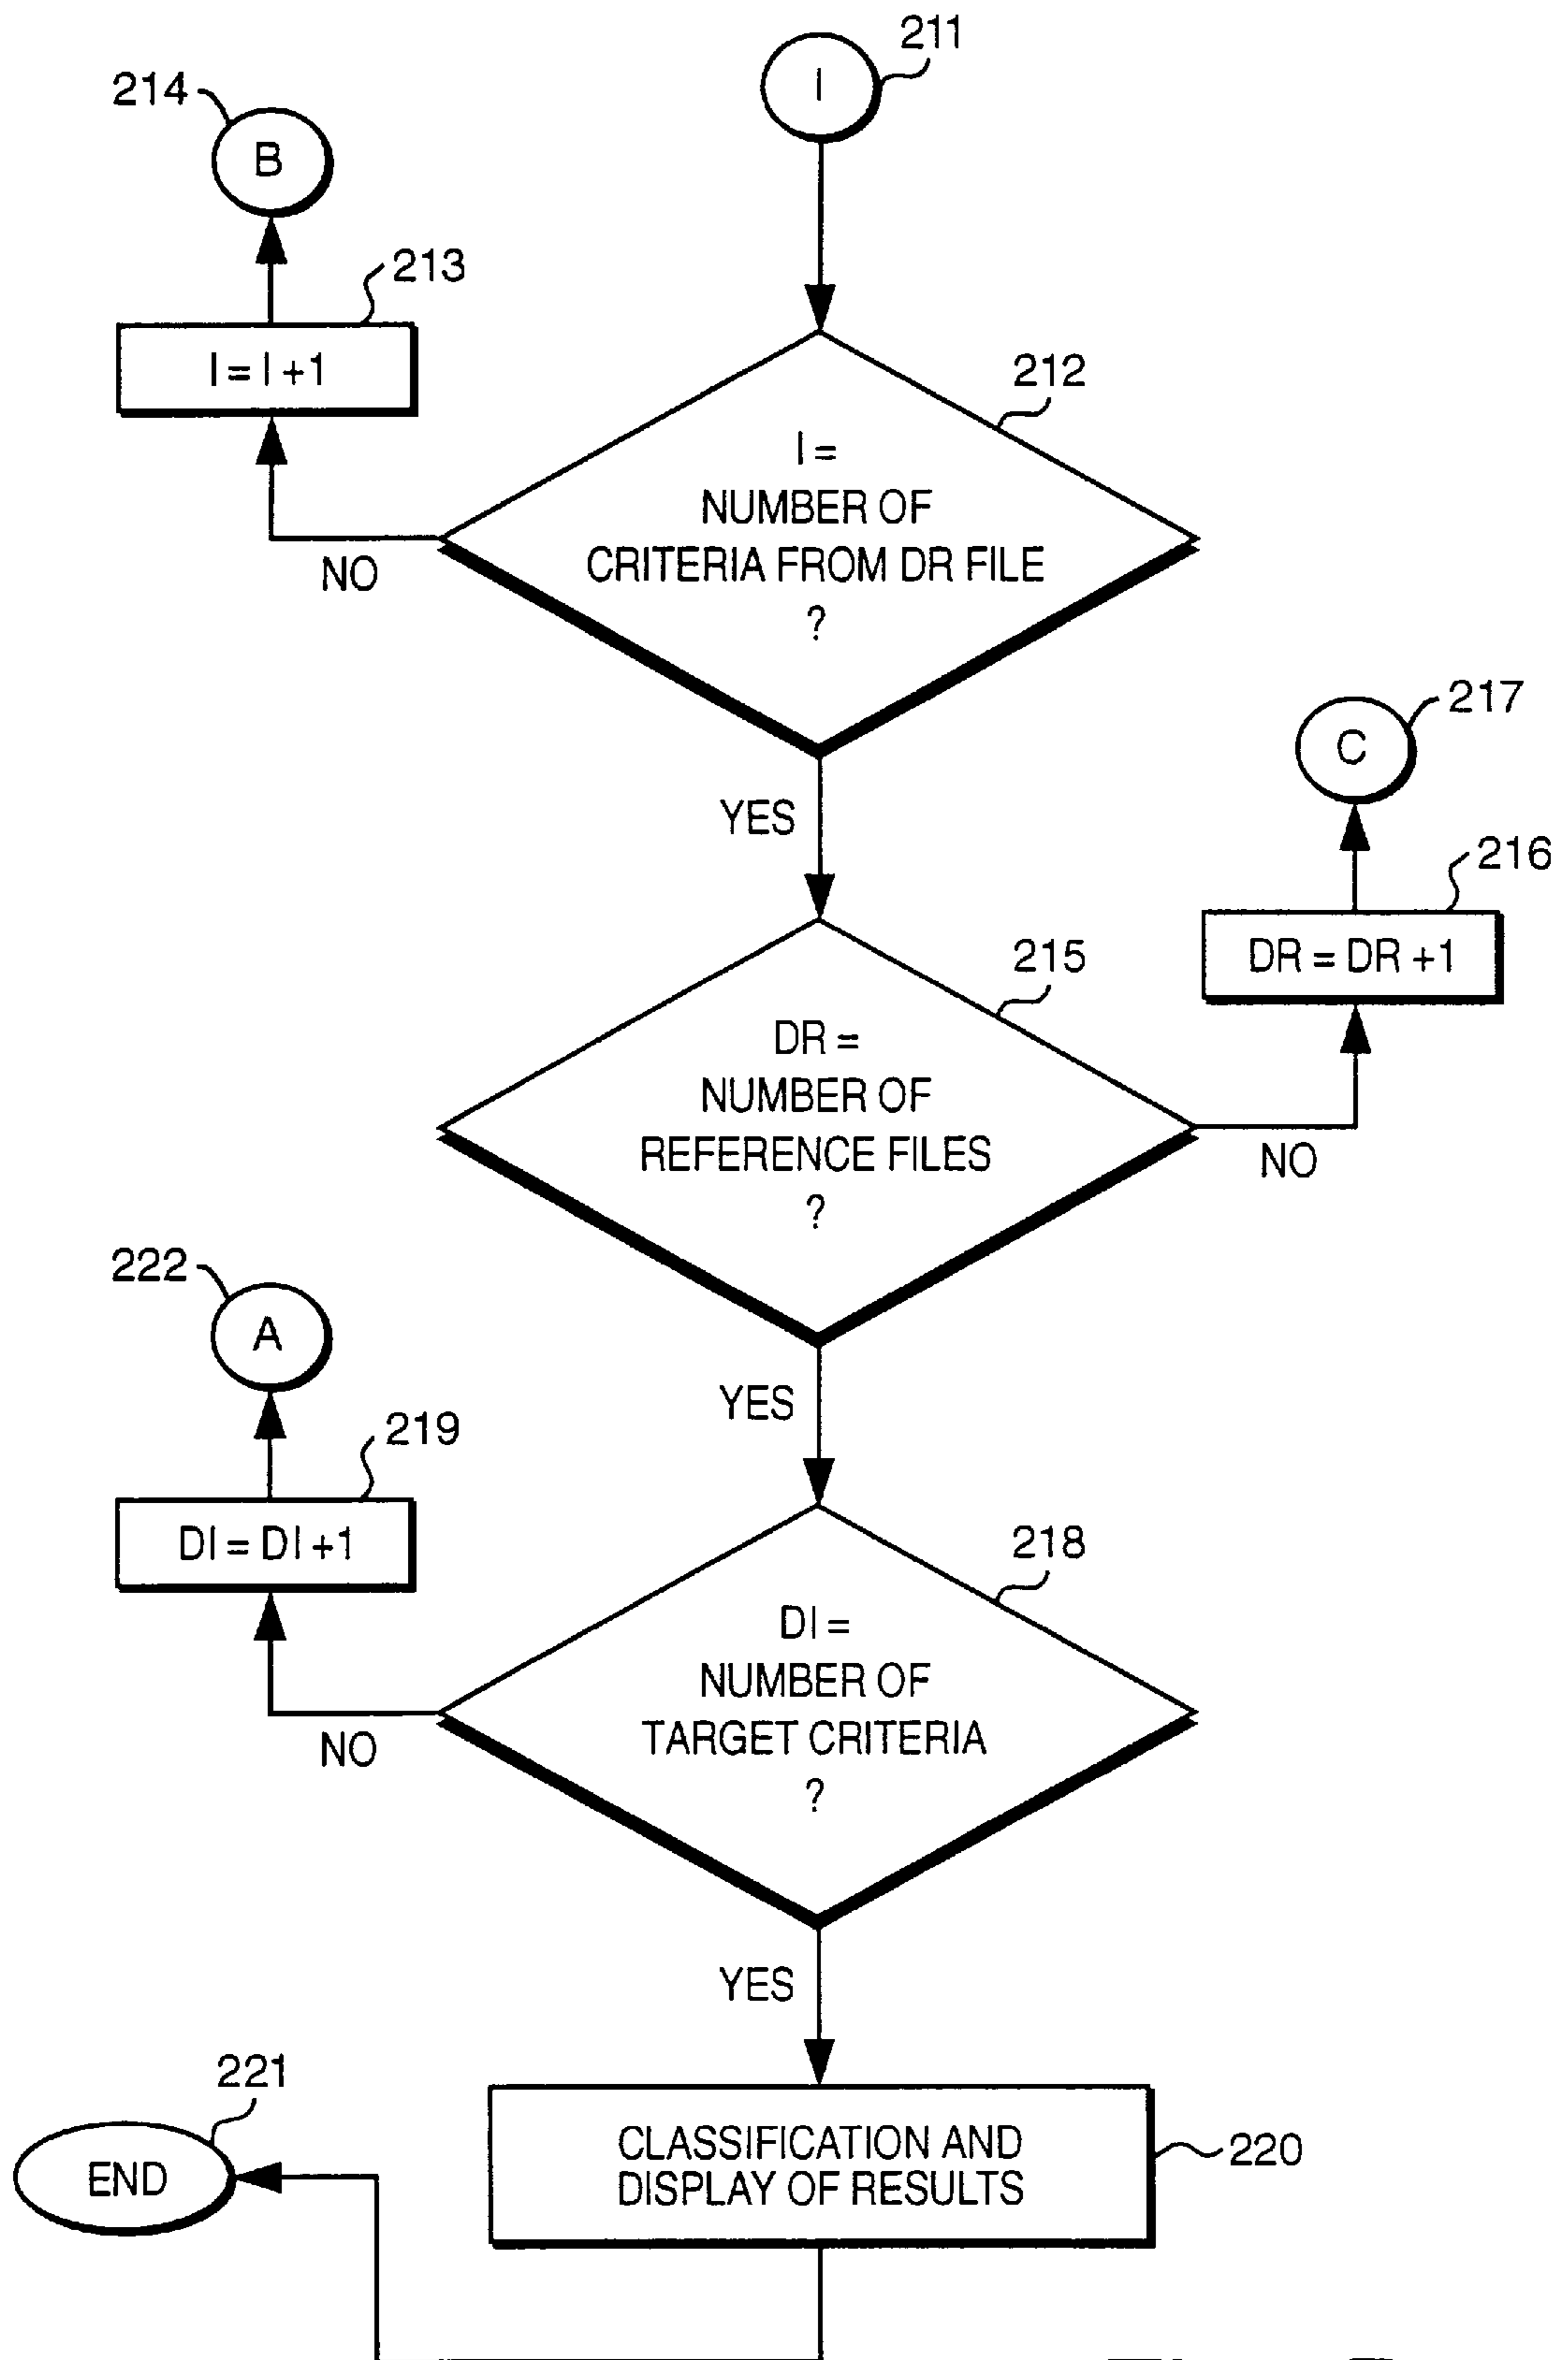 211
I
214
B
213
I = I +1
212
I =
NUMBER OF
CRITERIA FROM DR FILE
?
NO
217
C
YES
216
DR = DR +1
215
DR =
NUMBER OF
REFERENCE FILES
?
NO
222
A
YES
219
DI = DI +1
218
DI =
NUMBER OF
TARGET CRITERIA
?
NO
YES
221
END
CLASSIFICATION AND
DISPLAY OF RESULTS
220